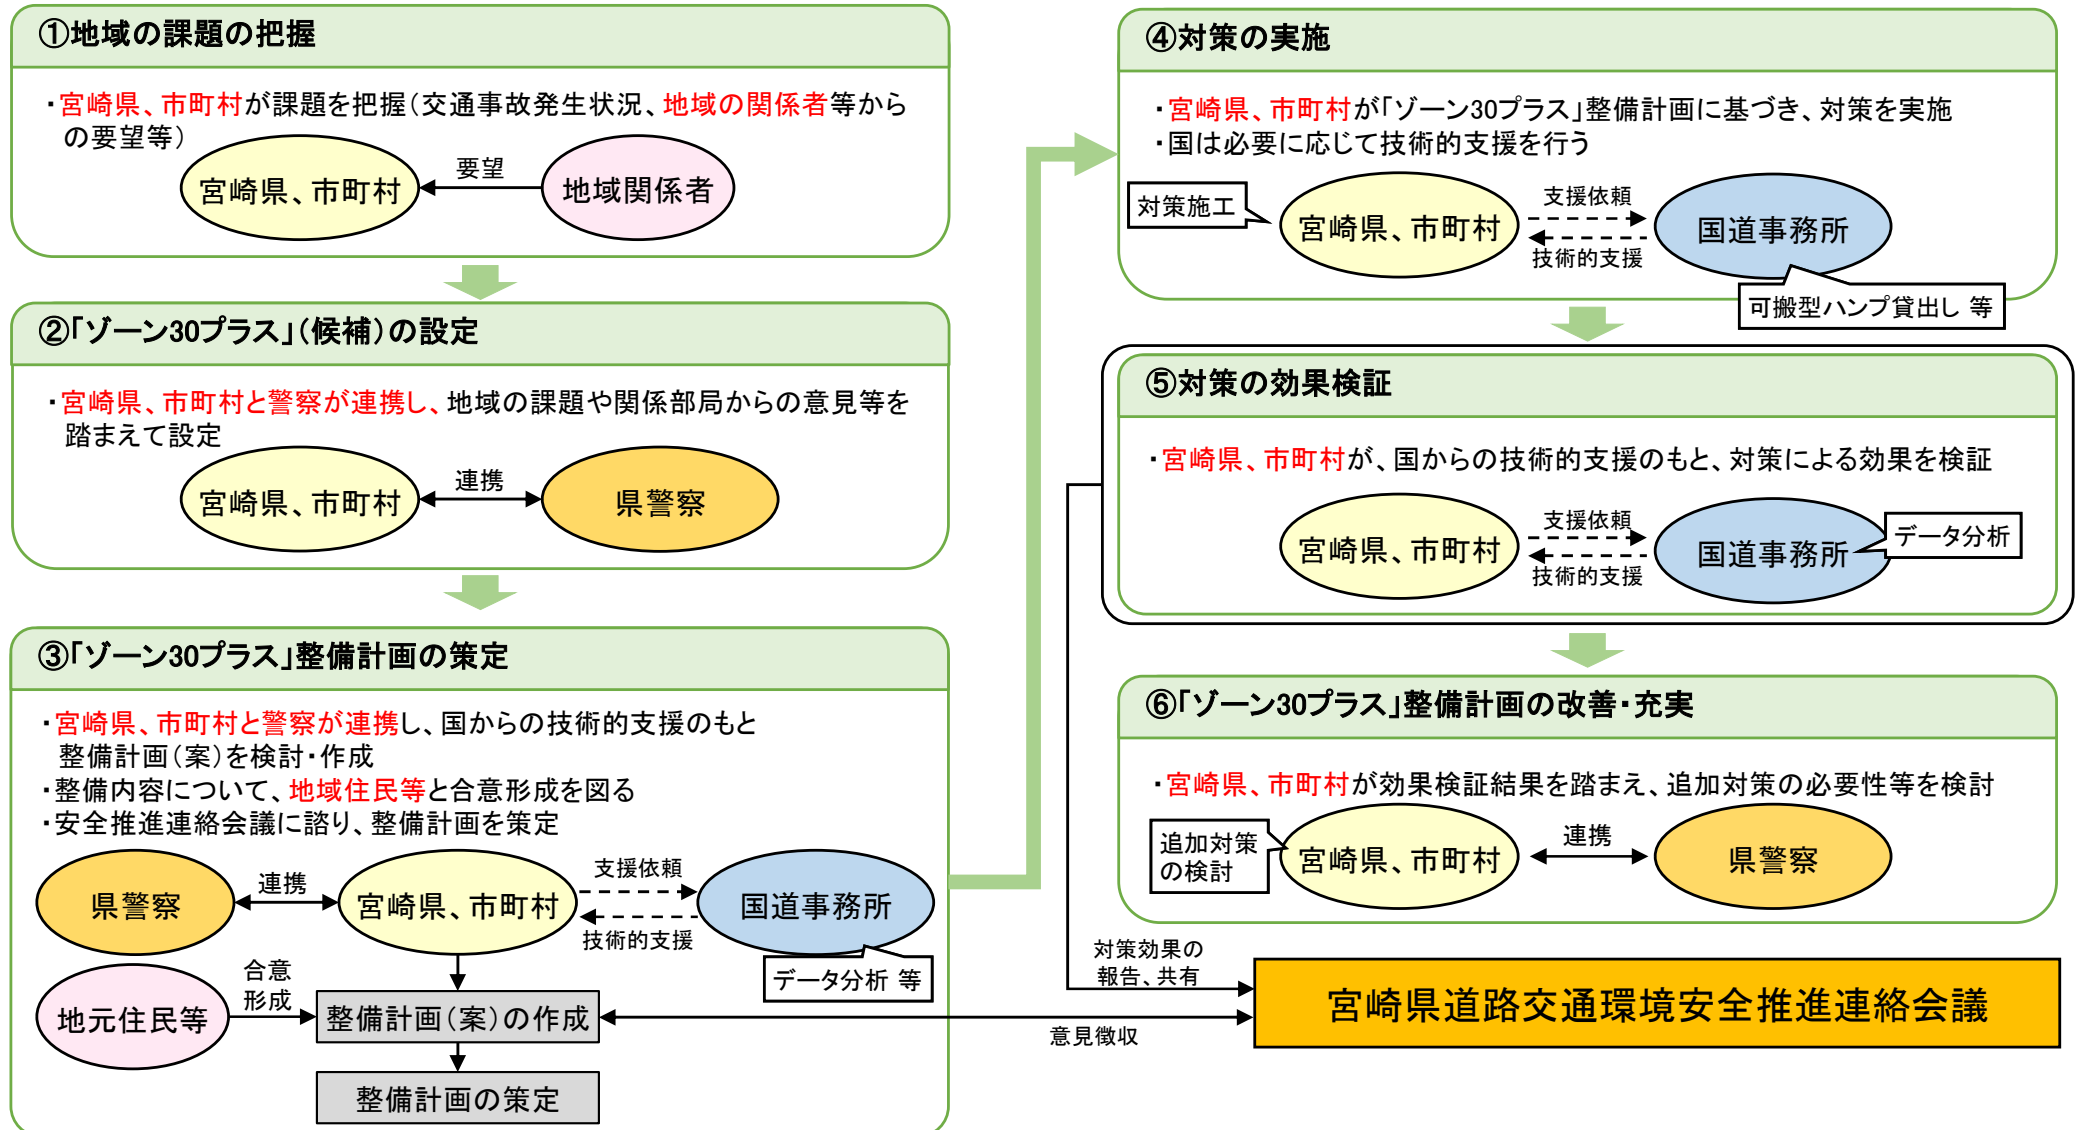 ①地域の課題の把握
・宮崎県、市町村が課題を把握（交通事故発生状況、地域の関係者等から
の要望等）
宮崎県、市町村
要望
地域関係者
②「ゾーン30プラス」（候補）の設定
・宮崎県、市町村と警察が連携し、地域の課題や関係部局からの意見等を
踏まえて設定
宮崎県、市町村
連携
県警察
③「ゾーン30プラス」整備計画の策定
・宮崎県、市町村と警察が連携し、国からの技術的支援のもと
整備計画（案）を検討・作成
・整備内容について、地域住民等と合意形成を図る
・安全推進連絡会議に諮り、整備計画を策定
県警察
連携
宮崎県、市町村
支援依頼
技術的支援
国道事務所
データ分析 等
地元住民等
合意
形成
整備計画（案）の作成
整備計画の策定
④対策の実施
・宮崎県、市町村が「ゾーン30プラス」整備計画に基づき、対策を実施
・国は必要に応じて技術的支援を行う
対策施工
宮崎県、市町村
支援依頼
技術的支援
国道事務所
可搬型ハンプ貸出し 等
⑤対策の効果検証
・宮崎県、市町村が、国からの技術的支援のもと、対策による効果を検証
宮崎県、市町村
支援依頼
技術的支援
国道事務所
データ分析
⑥「ゾーン30プラス」整備計画の改善・充実
・宮崎県、市町村が効果検証結果を踏まえ、追加対策の必要性等を検討
追加対策
の検討
宮崎県、市町村
連携
県警察
対策効果の
報告、共有
意見徴収
宮崎県道路交通環境安全推進連絡会議